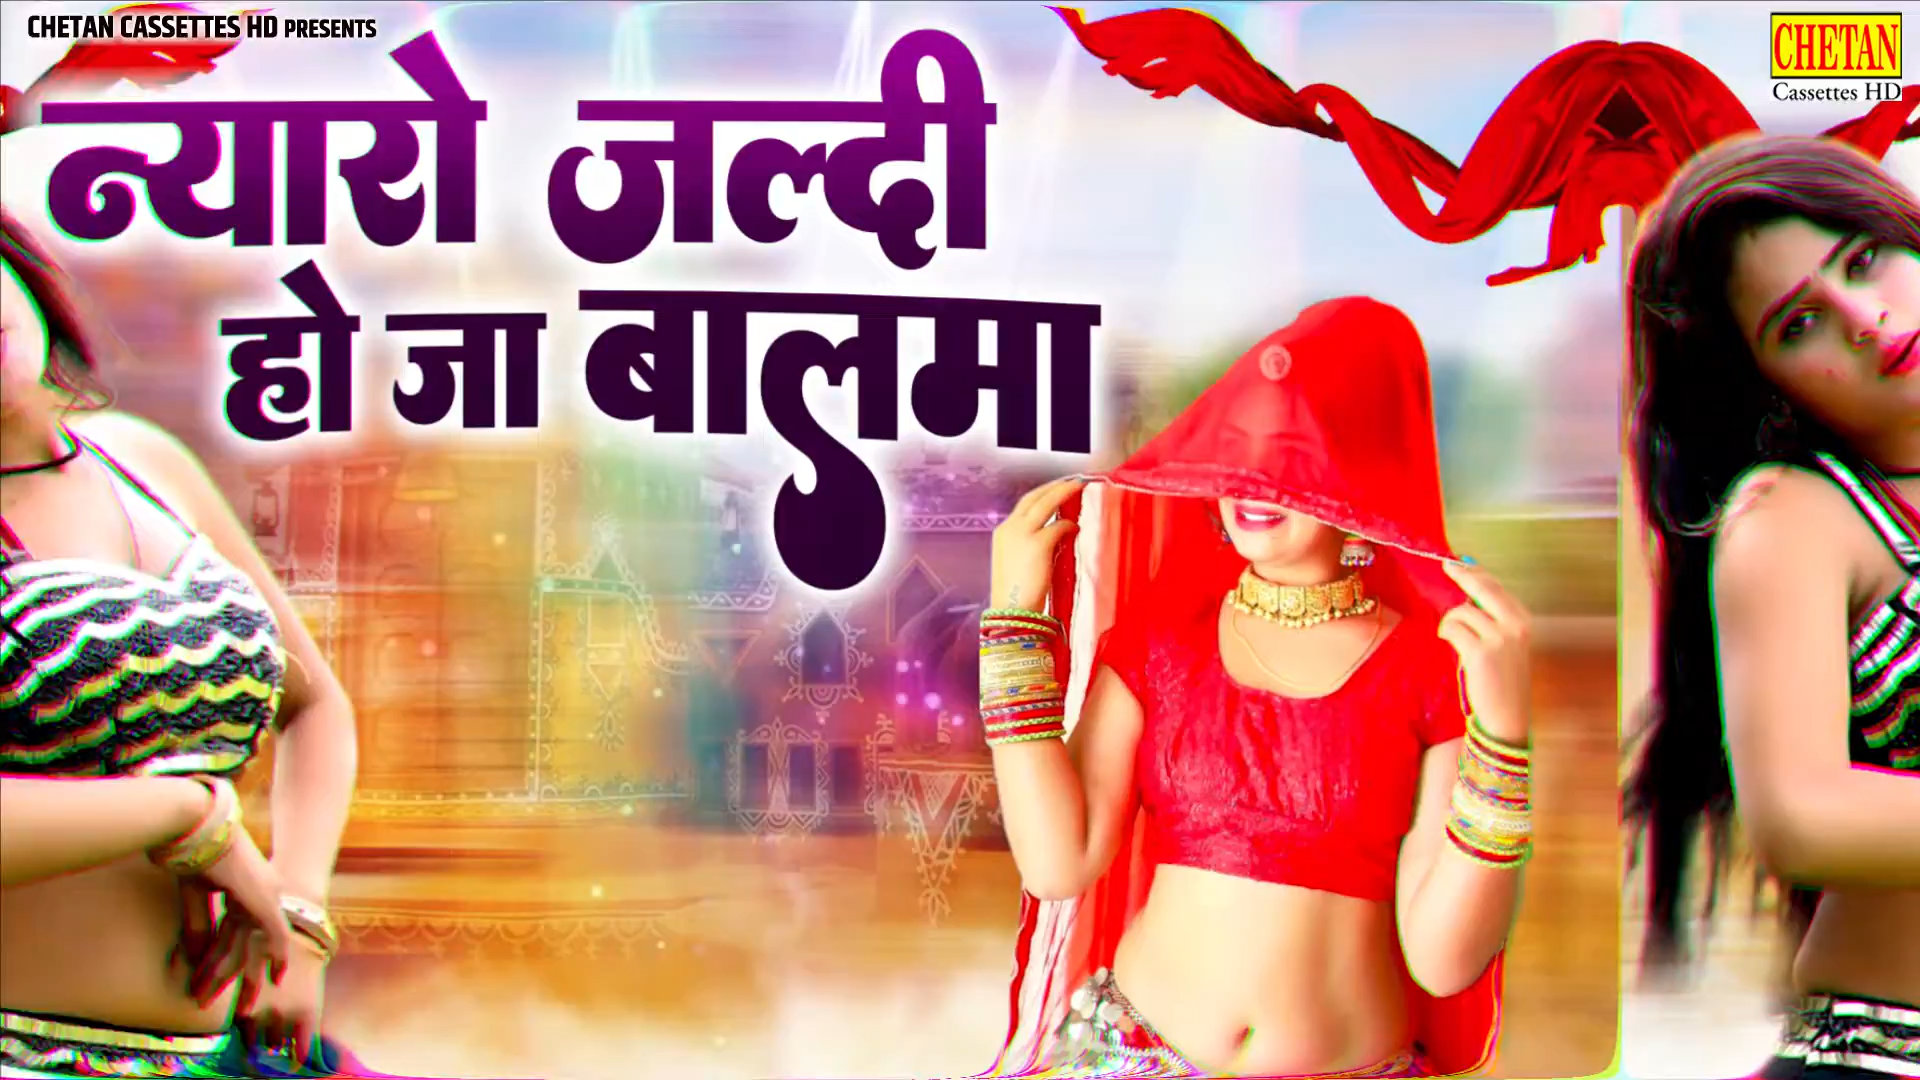 CHETAN CASSETTES HD PRESENTS
CHETAN
Cassettes HD
न्यारो जल्दी
हो जा बालमा